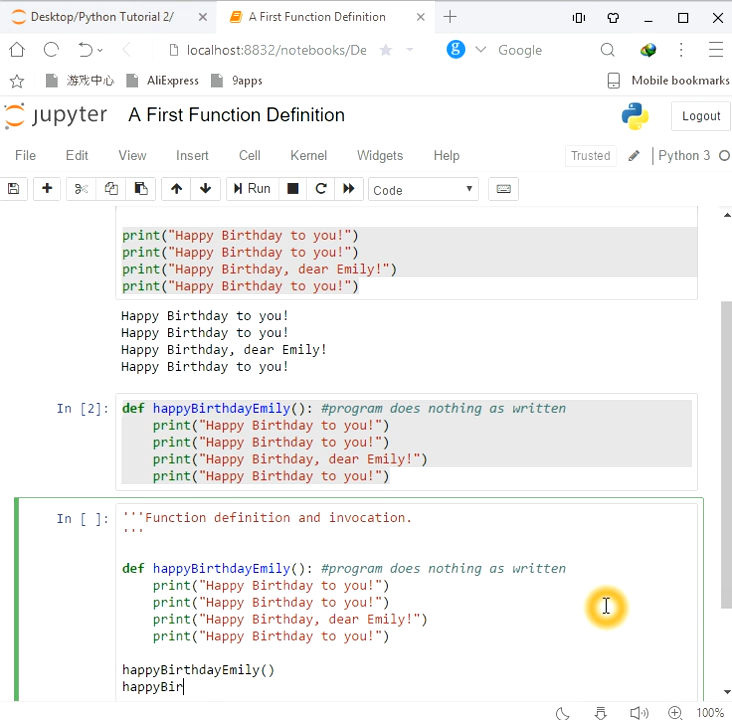 Desktop/Python Tutorial 2/
A First Function Definition
localhost:8832/notebooks/De
g
Google
游戏中心
AliExpress
9apps
Mobile bookmarks
jupyter
A First Function Definition
Logout
File Edit View Insert Cell Kernel Widgets Help
Trusted
Python 3
Run
Code
print("Happy Birthday to you!")
print("Happy Birthday to you!")
print("Happy Birthday, dear Emily!")
print("Happy Birthday to you!")
Happy Birthday to you!
Happy Birthday to you!
Happy Birthday, dear Emily!
Happy Birthday to you!
In [2]: def happyBirthdayEmily(): #program does nothing as written
print("Happy Birthday to you!")
print("Happy Birthday to you!")
print("Happy Birthday, dear Emily!")
print("Happy Birthday to you!")
In [ ]: '''Function definition and invocation.
'''
def happyBirthdayEmily(): #program does nothing as written
print("Happy Birthday to you!")
print("Happy Birthday to you!")
print("Happy Birthday, dear Emily!")
print("Happy Birthday to you!")
happyBirthdayEmily()
happyBir
100%